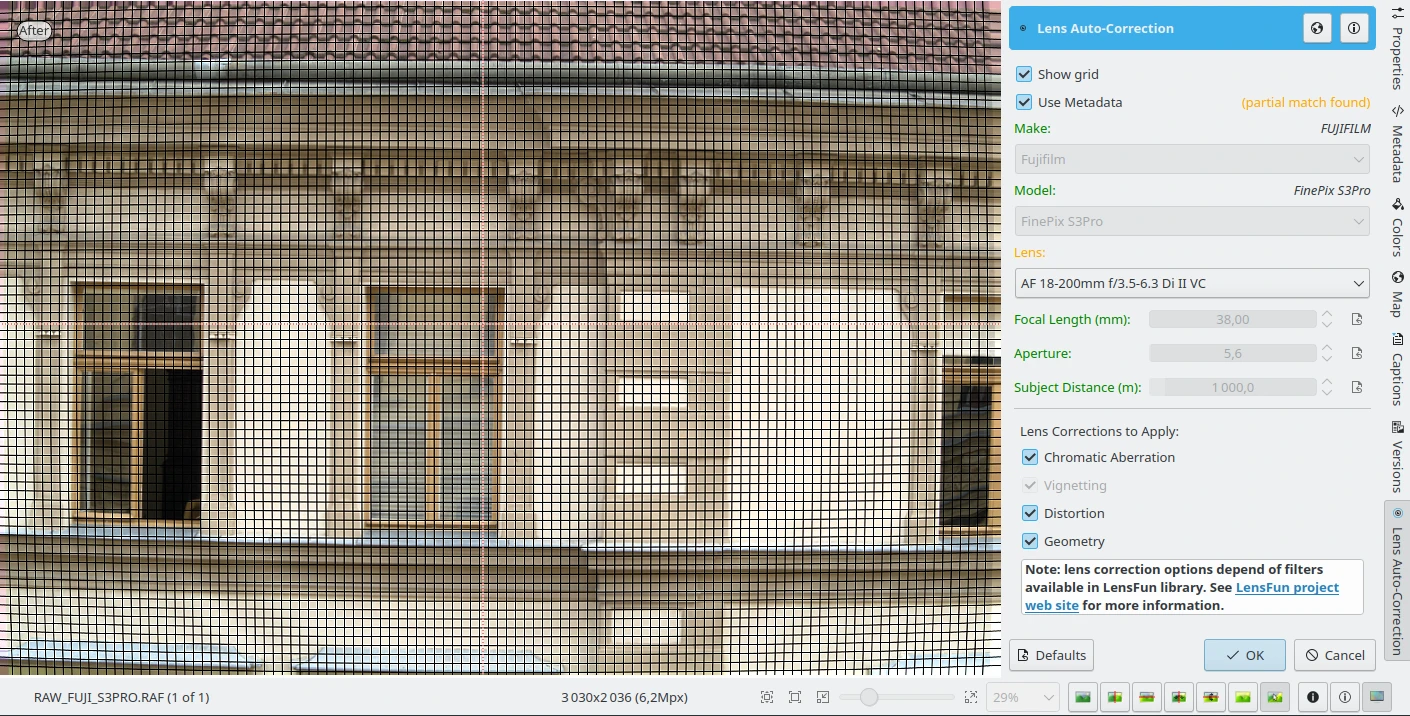 After
Lens Auto-Correction
Show grid
Use Metadata (partial match found)
Make: FUJIFILM
Fujifilm
Model: FinePix S3Pro
FinePix S3Pro
Lens:
AF 18-200mm f/3.5-6.3 Di II VC
Focal Length (mm): 38,00
Aperture: 5,6
Subject Distance (m): 1 000,0
Lens Corrections to Apply:
Chromatic Aberration
Vignetting
Distortion
Geometry
Note: lens correction options depend of filters
available in LensFun library. See LensFun project
web site for more information.
Defaults OK Cancel
Properties
Metadata
Colors
Map
Captions
Versions
Lens Auto-Correction
RAW_FUJI_S3PRO.RAF (1 of 1) 3 030x2 036 (6,2Mpx) 29%